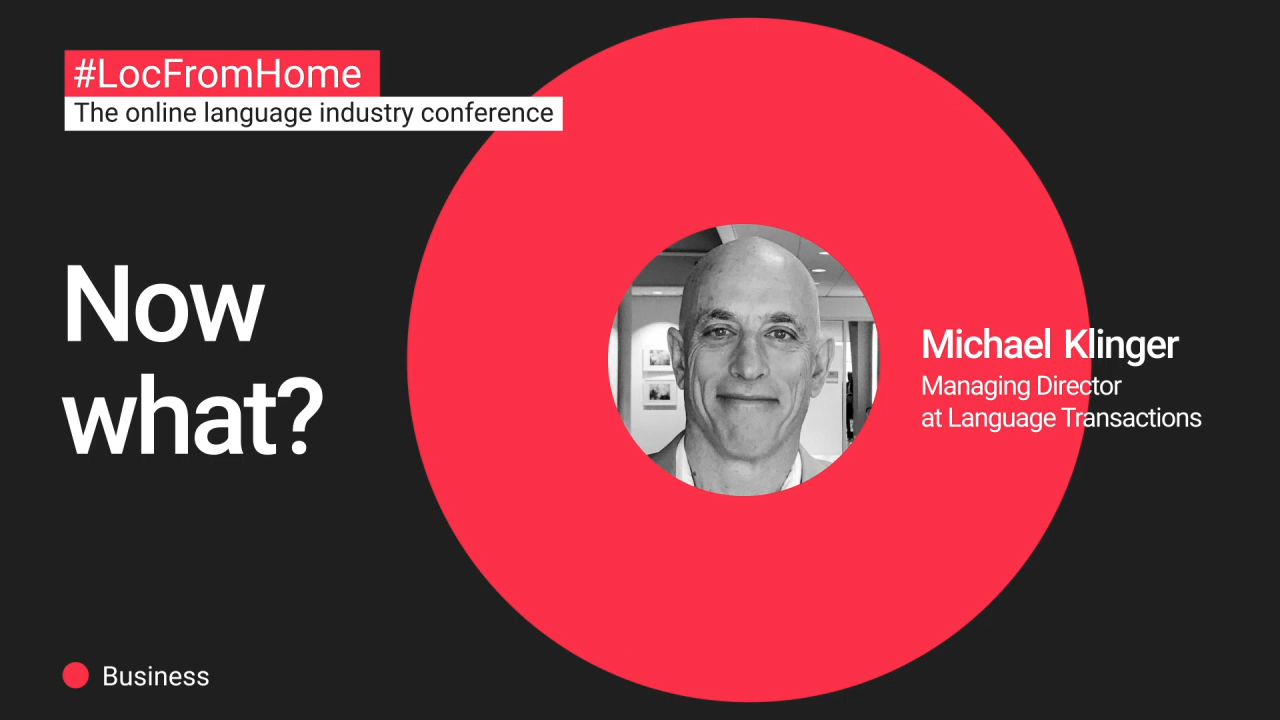 #LocFromHome
The online language industry conference
Now
what?
Michael Klinger
Managing Director
at Language Transactions
Business